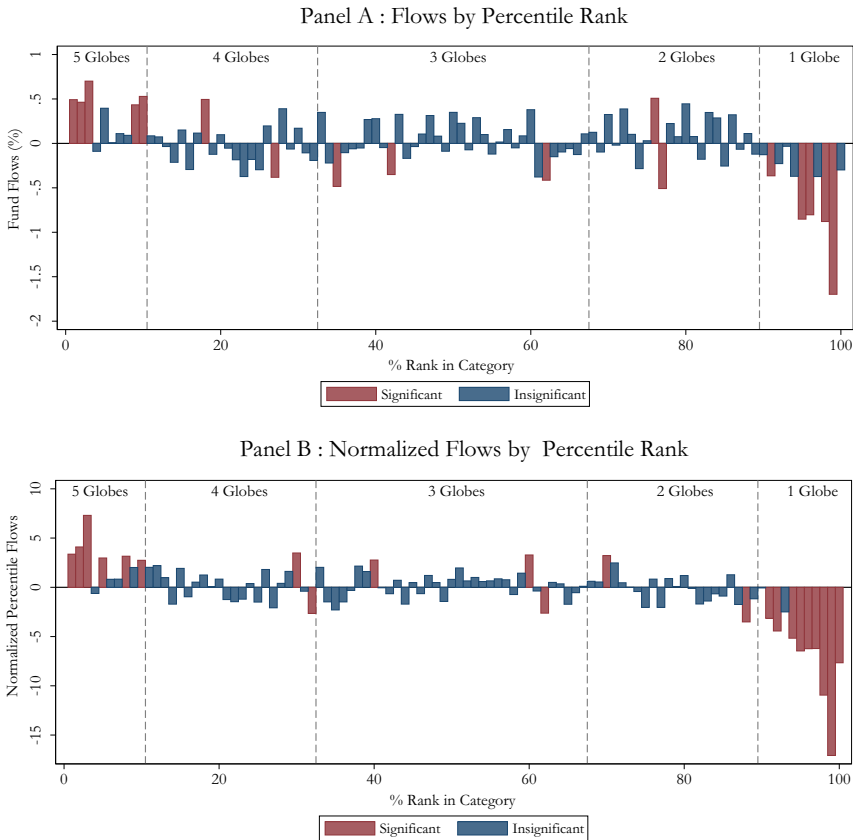 Panel A : Flows by Percentile Rank
5 Globes 4 Globes 3 Globes 2 Globes 1 Globe
Fund Flows (%)
1
.5
0
-.5
-1
-1.5
-2
0 20 40 60 80 100
% Rank in Category
Significant Insignificant
Panel B : Normalized Flows by Percentile Rank
5 Globes 4 Globes 3 Globes 2 Globes 1 Globe
Normalized Percentile Flows
10
5
0
-5
-10
-15
0 20 40 60 80 100
% Rank in Category
Significant Insignificant